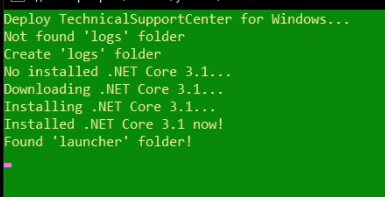 Deploy TechnicalSupportCenter for Windows...
Not found 'logs' folder
Create 'logs' folder
No installed .NET Core 3.1...
Downloading .NET Core 3.1...
Installing .NET Core 3.1...
Installed .NET Core 3.1 now!
Found 'launcher' folder!